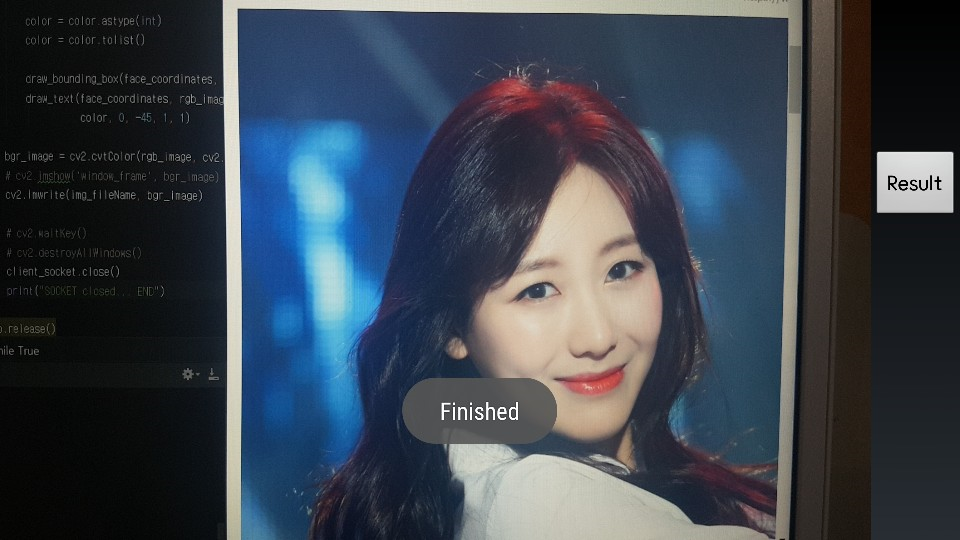 color = color.astype(int)
color = color.tolist()
draw_bounding_box(face_coordinates,
draw_text(face_coordinates, rgb_imag
color, 0, -45, 1, 1)
bgr_image = cv2.cvtColor(rgb_image, cv2.
# cv2.imshow('window_frame', bgr_image)
cv2.imwrite(img_fileName, bgr_image)
# cv2.waitKey()
# cv2.destroyAllWindows()
client_socket.close()
print("SOCKET closed... END")
.release()
True
Finished
Result